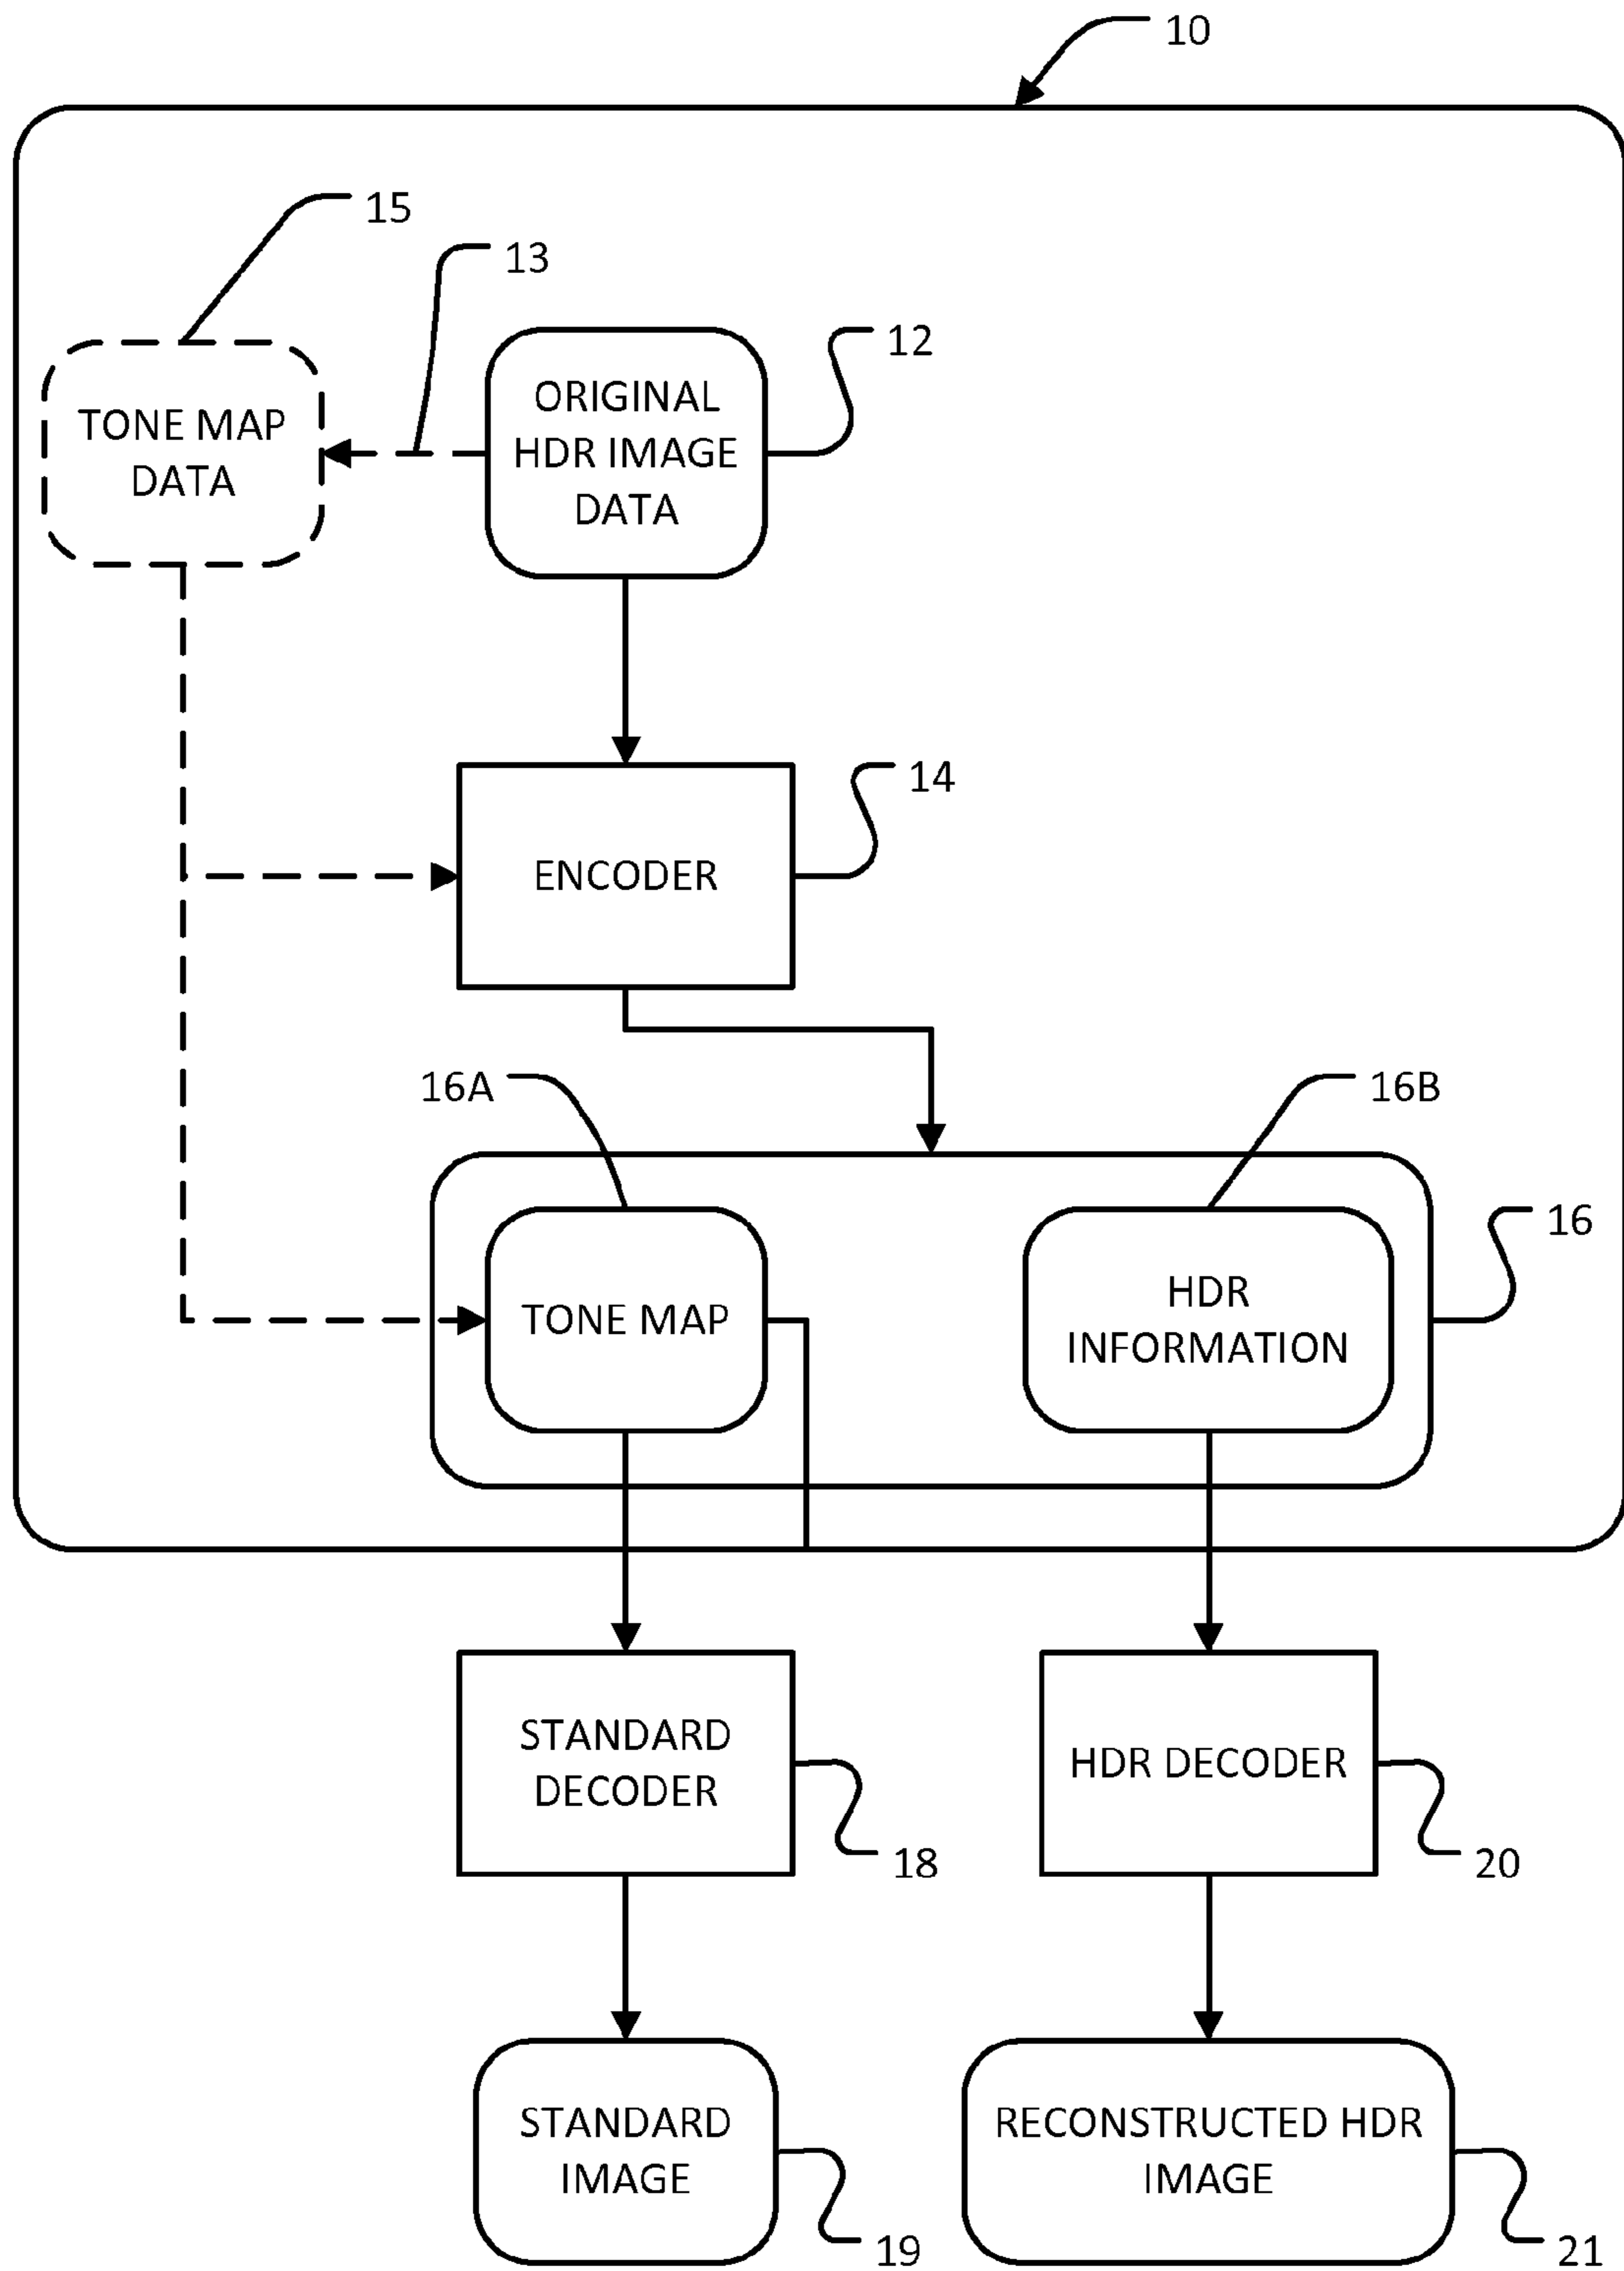 10
15
13
12
TONE MAP
DATA
ORIGINAL
HDR IMAGE
DATA
14
ENCODER
16A
16B
16
TONE MAP
HDR
INFORMATION
STANDARD
DECODER
HDR DECODER
18
20
STANDARD
IMAGE
RECONSTRUCTED HDR
IMAGE
19
21